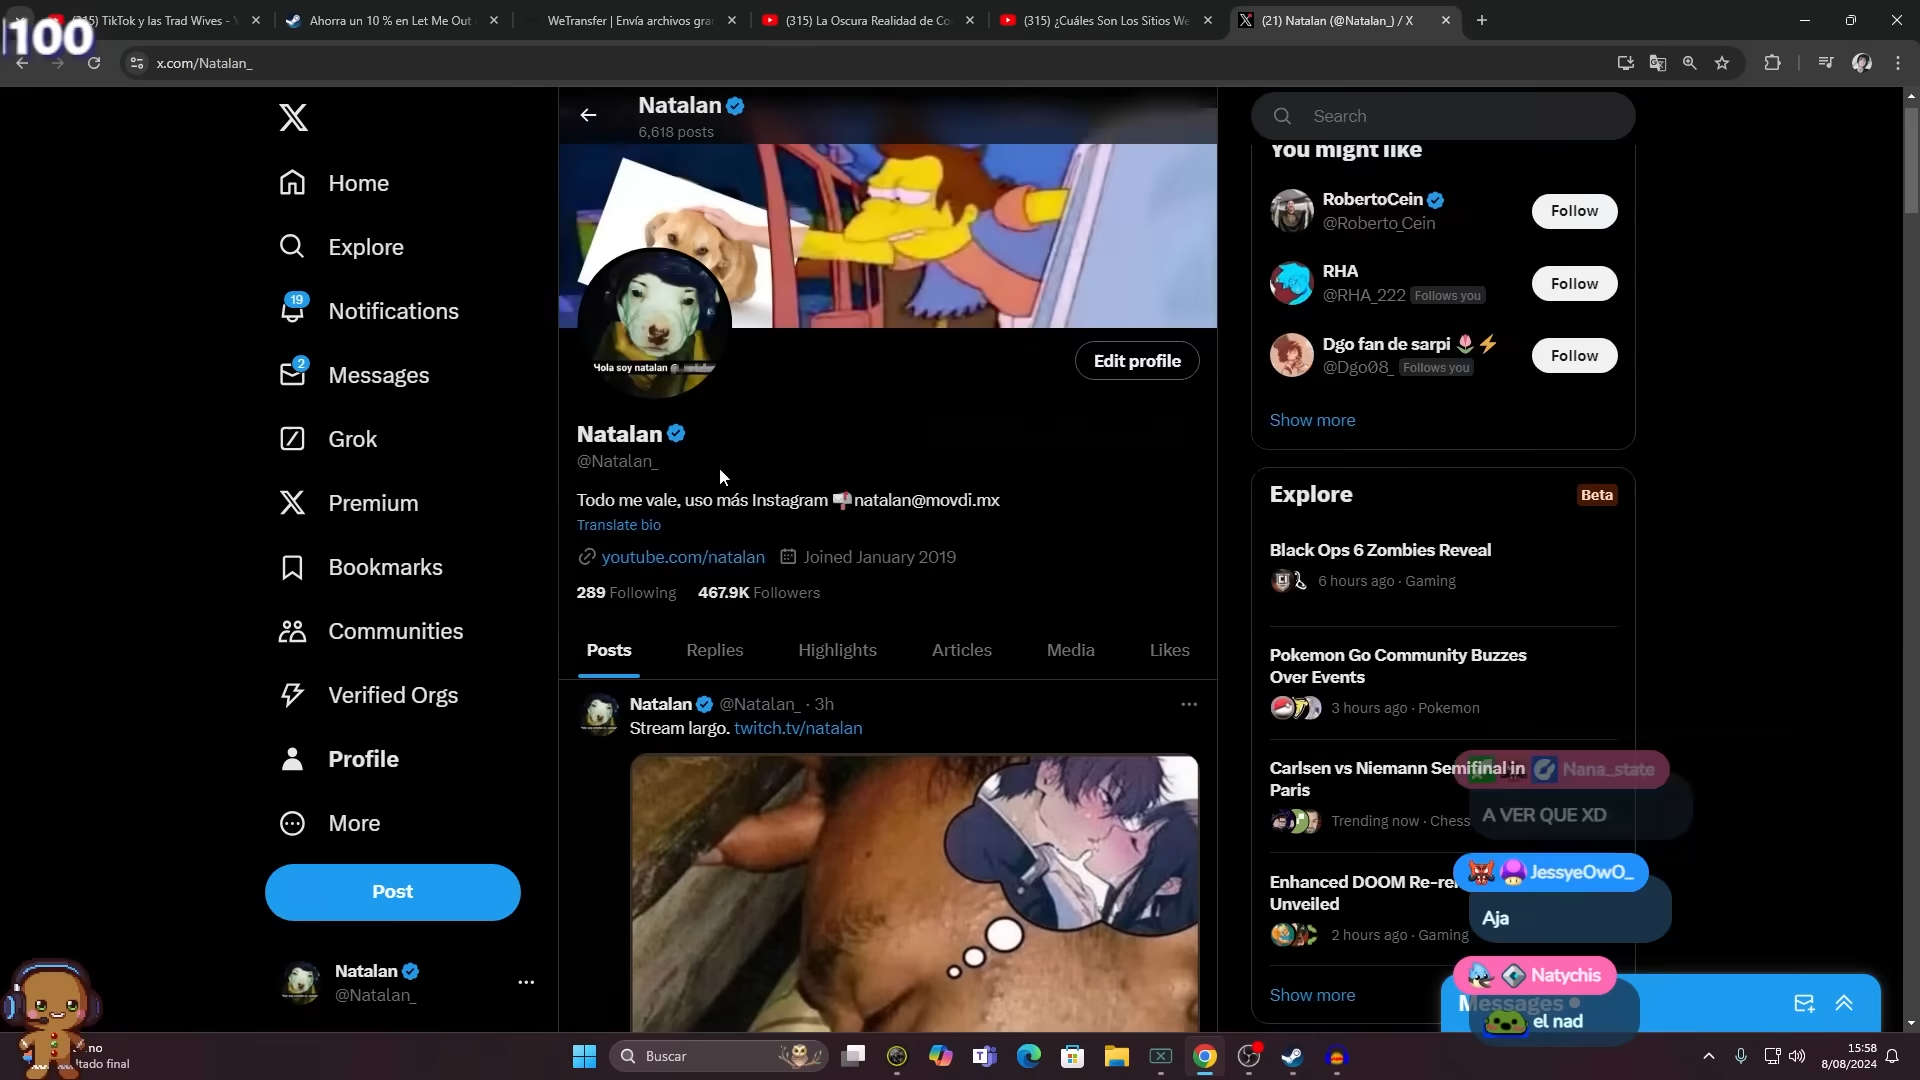 100
315) TikTok y las Trad Wives - Y
Ahorra un 10 % en Let Me Out
WeTransfer | Envía archivos gra
(315) La Oscura Realidad de Co
(315) ¿Cuáles Son Los Sitios We
(21) Natalan (@Natalan_) / X
x.com/Natalan_
Home
Explore
19
Notifications
2
Messages
Grok
Premium
Bookmarks
Communities
Verified Orgs
Profile
More
Post
Natalan
@Natalan_
Natalan
6,618 posts
Hola soy natalan @
Edit profile
Natalan
@Natalan_
Todo me vale, uso más Instagram 📬natalan@movdi.mx
Translate bio
youtube.com/natalan Joined January 2019
289 Following 467.9K Followers
Posts Replies Highlights Articles Media Likes
Natalan @Natalan_ · 3h
Stream largo. twitch.tv/natalan
Search
You might like
RobertoCein
@Roberto_Cein
Follow
RHA
@RHA_222 Follows you
Follow
Dgo fan de sarpi 🌷⚡
@Dgo08_ Follows you
Follow
Show more
Explore Beta
Black Ops 6 Zombies Reveal
6 hours ago · Gaming
Pokemon Go Community Buzzes
Over Events
3 hours ago · Pokemon
Carlsen vs Niemann Semifinal in
Paris
Trending now · Chess
Enhanced DOOM Re-re
Unveiled
2 hours ago · Gaming
Show more
Nana_state
A VER QUE XD
JessyeOwO_
Aja
Natychis
el nad
Messages
no
ltado final
Buscar
15:58
8/08/2024